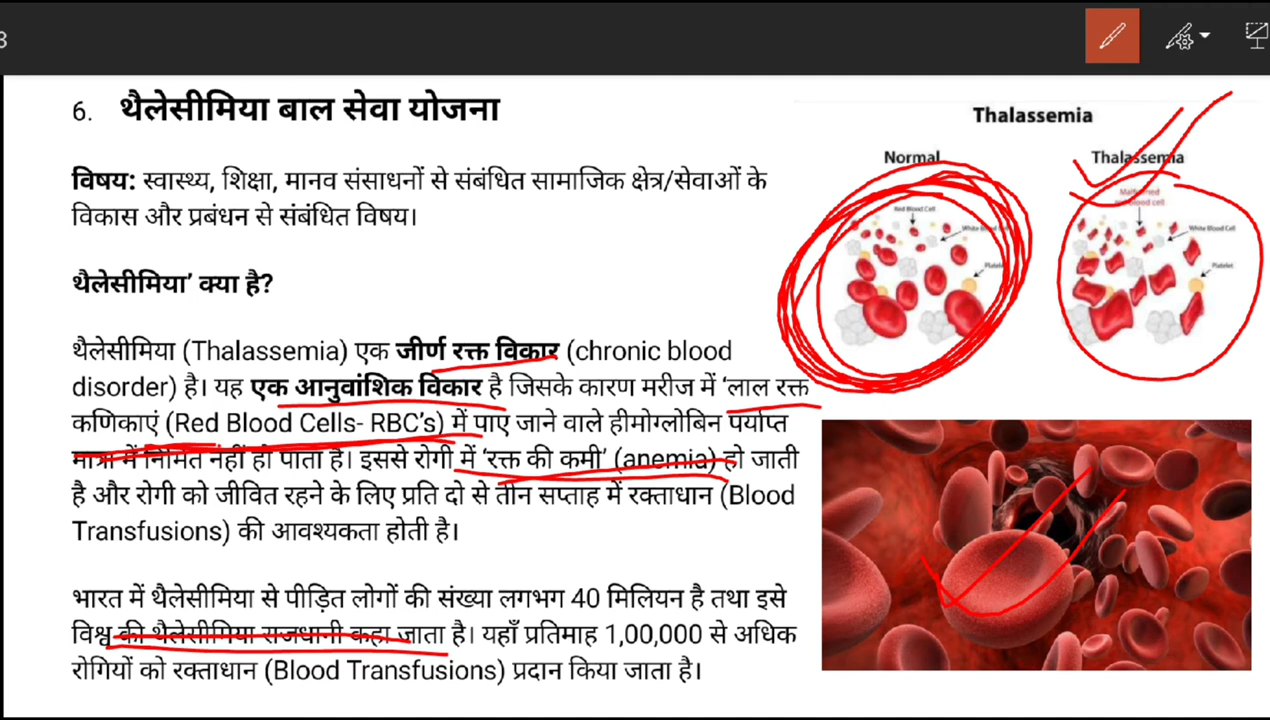 3
6. थैलेसीमिया बाल सेवा योजना
विषय: स्वास्थ्य, शिक्षा, मानव संसाधनों से संबंधित सामाजिक क्षेत्र/सेवाओं के
विकास और प्रबंधन से संबंधित विषय।
थैलेसीमिया’ क्या है?
थैलेसीमिया (Thalassemia) एक जीर्ण रक्त विकार (chronic blood
disorder) है। यह एक आनुवांशिक विकार है जिसके कारण मरीज में ‘लाल रक्त
कणिकाएं (Red Blood Cells- RBC’s) में पाए जाने वाले हीमोग्लोबिन पर्याप्त
मात्रा में निर्मित नहीं हो पाता है। इससे रोगी में ‘रक्त की कमी’ (anemia) हो जाती
है और रोगी को जीवित रहने के लिए प्रति दो से तीन सप्ताह में रक्ताधान (Blood
Transfusions) की आवश्यकता होती है।
भारत में थैलेसीमिया से पीड़ित लोगों की संख्या लगभग 40 मिलियन है तथा इसे
विश्व की थैलेसीमिया राजधानी कहा जाता है। यहाँ प्रतिमाह 1,00,000 से अधिक
रोगियों को रक्ताधान (Blood Transfusions) प्रदान किया जाता है।
Thalassemia
Normal
Red Blood Cell
White Blood Cell
Platelet
Thalassemia
blood cell
White Blood Cell
Platelet